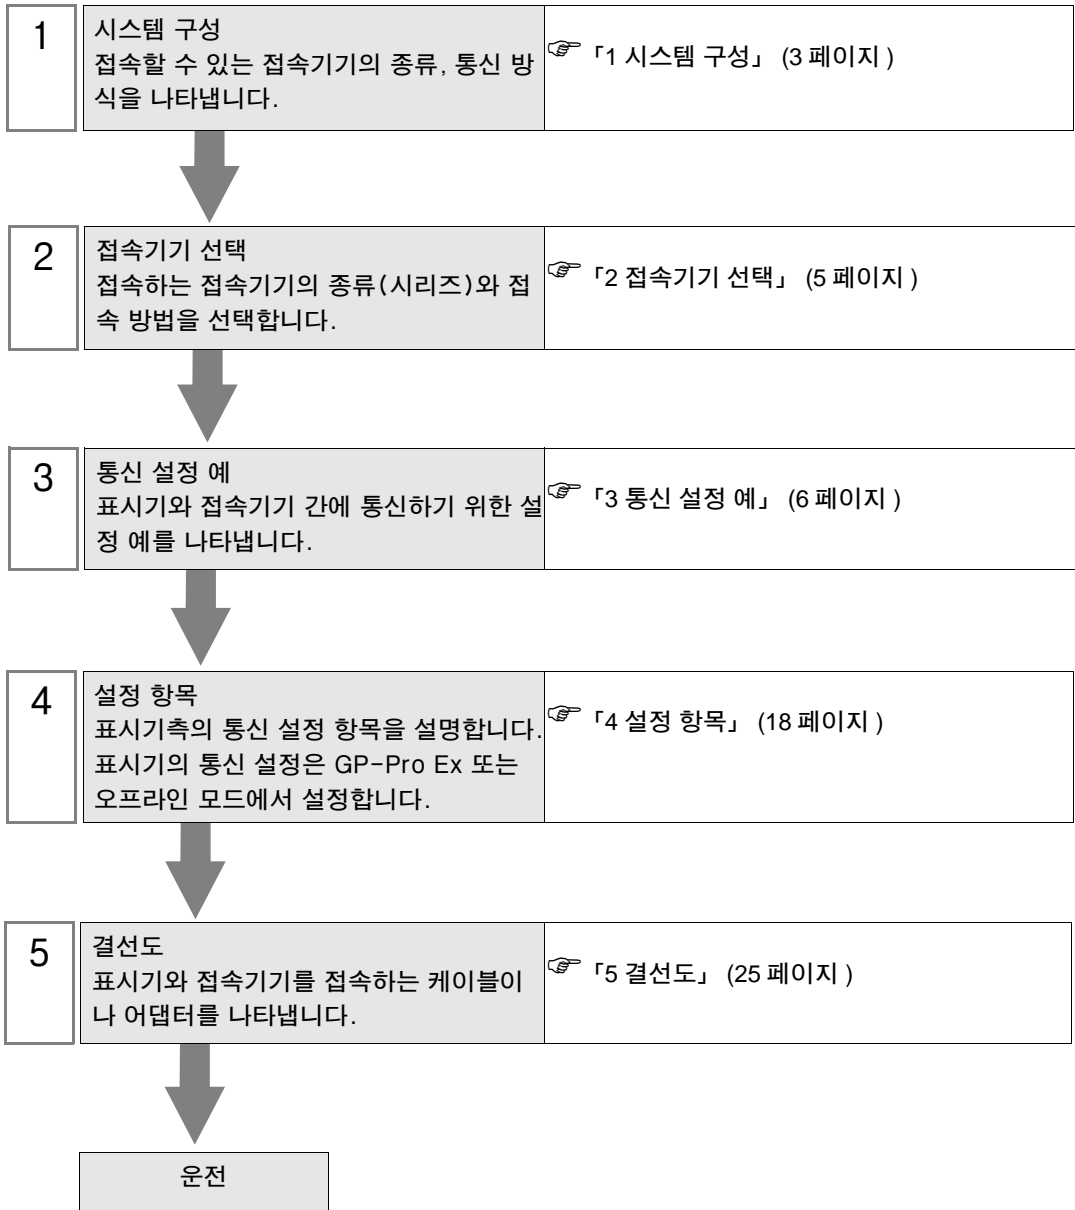 1
시스템 구성
접속할 수 있는 접속기기의 종류, 통신 방
식을 나타냅니다.
☞ 「1 시스템 구성」 (3 페이지 )
2
접속기기 선택
접속하는 접속기기의 종류(시리즈)와 접
속 방법을 선택합니다.
☞ 「2 접속기기 선택」 (5 페이지 )
3
통신 설정 예
표시기와 접속기기 간에 통신하기 위한 설
정 예를 나타냅니다.
☞ 「3 통신 설정 예」 (6 페이지 )
4
설정 항목
표시기측의 통신 설정 항목을 설명합니다.
표시기의 통신 설정은 GP-Pro Ex 또는
오프라인 모드에서 설정합니다.
☞ 「4 설정 항목」 (18 페이지 )
5
결선도
표시기와 접속기기를 접속하는 케이블이
나 어댑터를 나타냅니다.
☞ 「5 결선도」 (25 페이지 )
운전